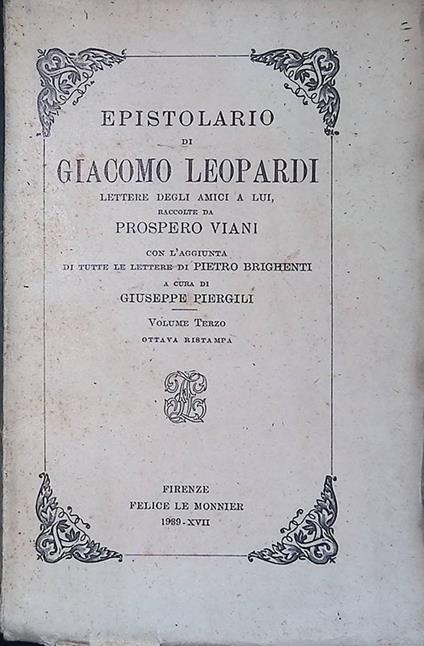 EPISTOLARIO
DI
GIACOMO LEOPARDI
LETTERE DEGLI AMICI A LUI,
RACCOLTE DA
PROSPERO VIANI
CON L'AGGIUNTA
DI TUTTE LE LETTERE DI PIETRO BRIGHENTI
A CURA DI
GIUSEPPE PIERGILI
VOLUME TERZO
OTTAVA RISTAMPA
FIRENZE
FELICE LE MONNIER
1939-XVII